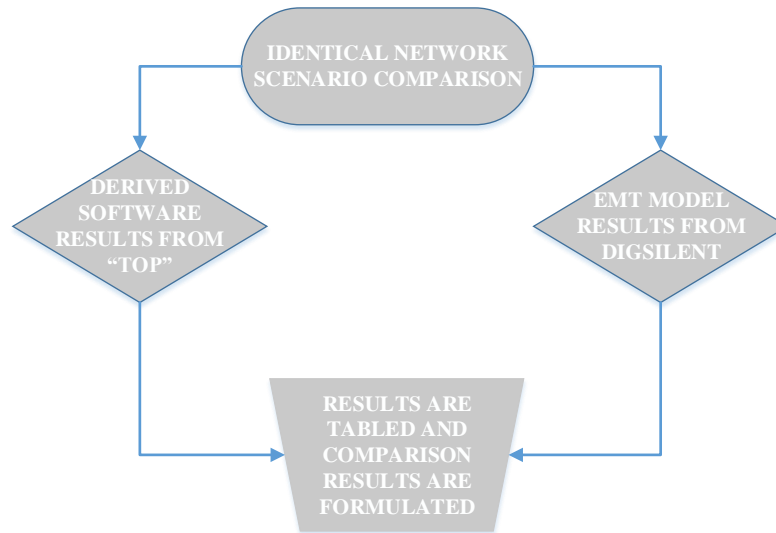 IDENTICAL NETWORK
SCENARIO COMPARISON
DERIVED
SOFTWARE
RESULTS FROM
“TOP”
EMT MODEL
RESULTS FROM
DIGSILENT
RESULTS ARE
TABLED AND
COMPARISON
RESULTS ARE
FORMULATED